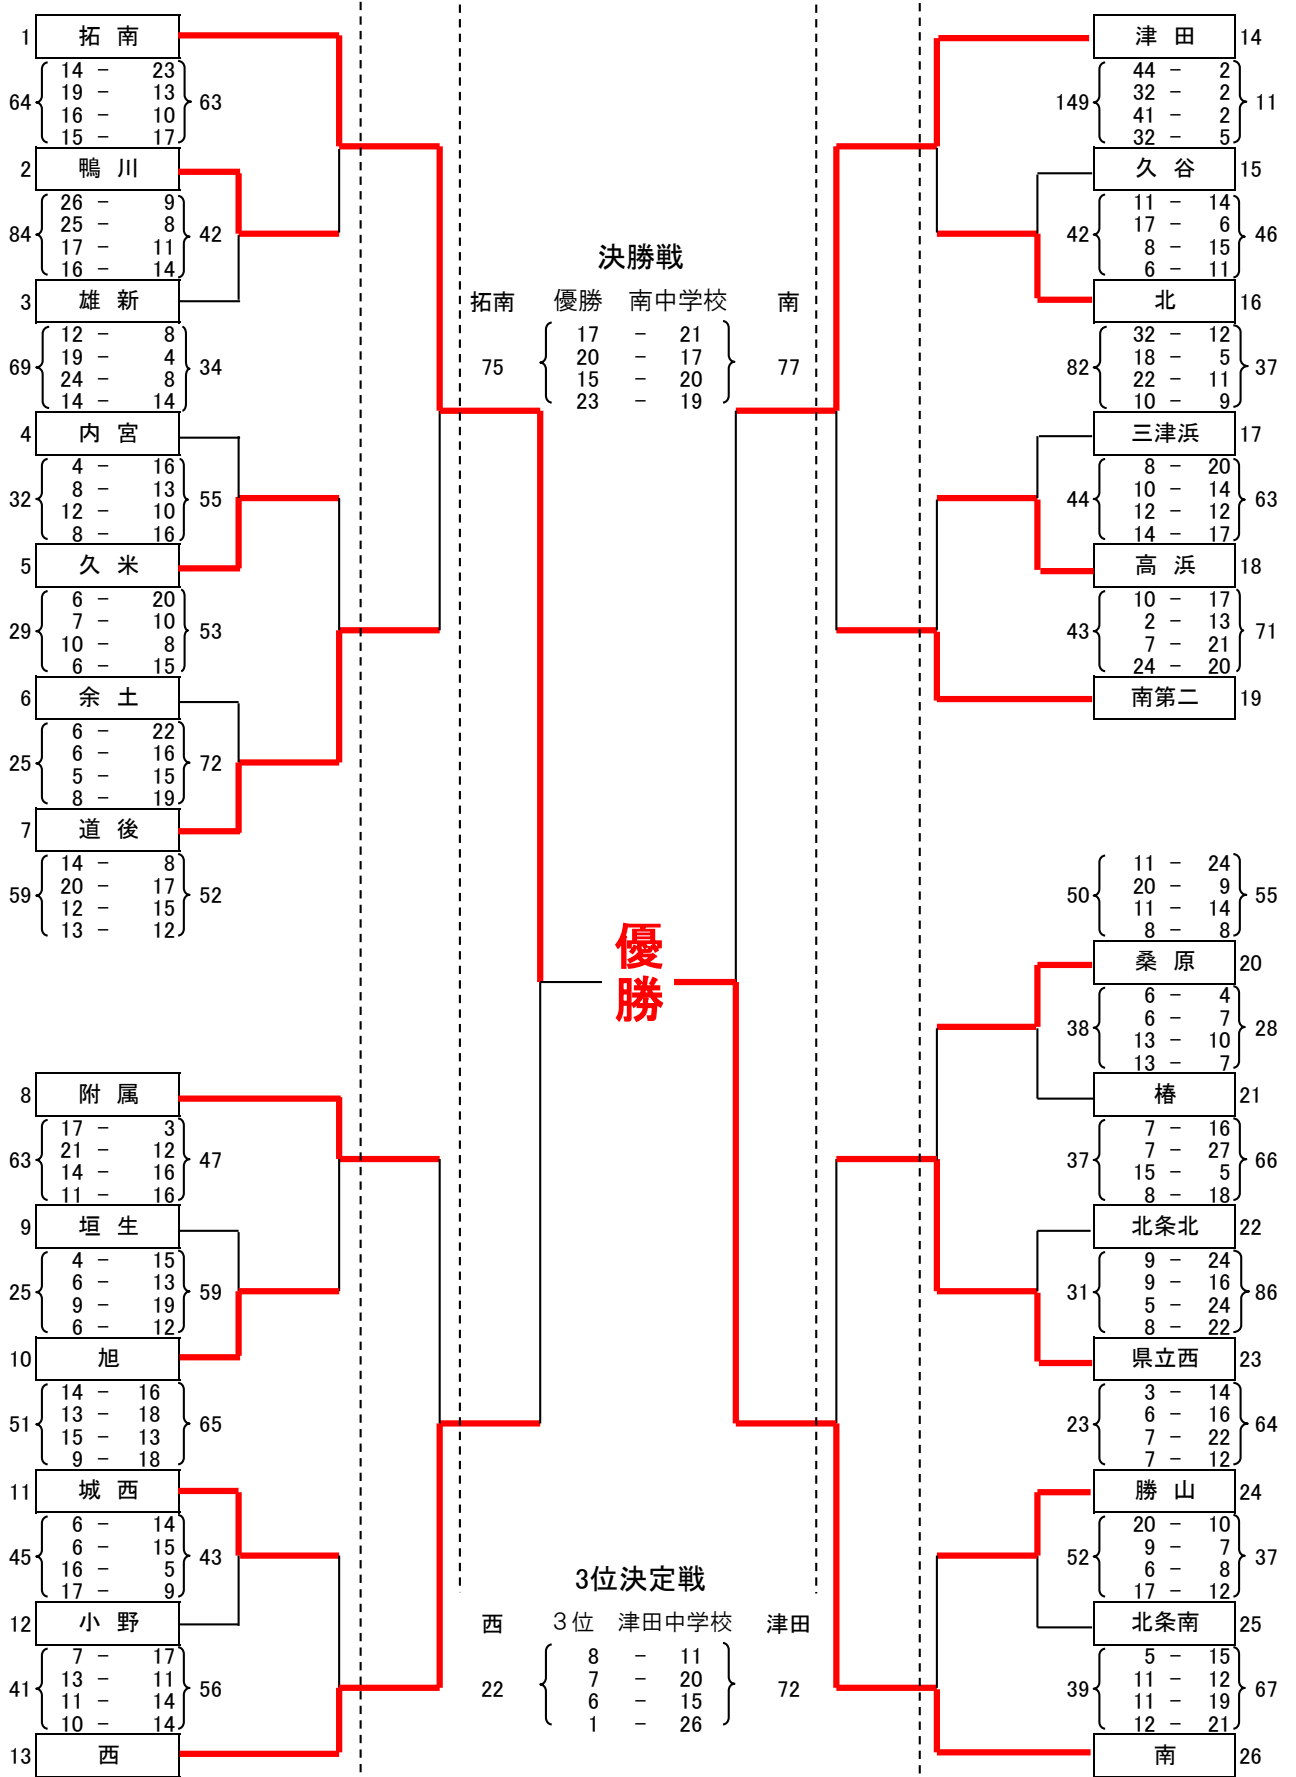 1 拓 南
14 - 23
19 - 13
64 63
16 - 10
15 - 17
2 鴨 川
26 - 9
25 - 8
84 42
17 - 11
16 - 14
3 雄 新
12 - 8
19 - 4
69 34
24 - 8
14 - 14
4 内 宮
4 - 16
8 - 13
32 55
12 - 10
8 - 16
5 久 米
6 - 20
7 - 10
29 53
10 - 8
6 - 15
6 余 土
6 - 22
6 - 16
25 72
5 - 15
8 - 19
7 道 後
14 - 8
20 - 17
59 52
12 - 15
13 - 12
8 附 属
17 - 3
21 - 12
63 47
14 - 16
11 - 16
9 垣 生
4 - 15
6 - 13
25 59
9 - 19
6 - 12
10 旭
14 - 16
13 - 18
51 65
15 - 13
9 - 18
11 城 西
6 - 14
6 - 15
45 43
16 - 5
17 - 9
12 小 野
7 - 17
13 - 11
41 56
11 - 14
10 - 14
13 西
決勝戦
拓南 優勝 南中学校 南
17 - 21
20 - 17
75 77
15 - 20
23 - 19
優
勝
3位決定戦
西 3位 津田中学校 津田
8 - 11
7 - 20
22 72
6 - 15
1 - 26
津 田 14
44 - 2
32 - 2
149 11
41 - 2
32 - 5
久 谷 15
11 - 14
17 - 6
42 46
8 - 15
6 - 11
北 16
32 - 12
18 - 5
82 37
22 - 11
10 - 9
三津浜 17
8 - 20
10 - 14
44 63
12 - 12
14 - 17
高 浜 18
10 - 17
2 - 13
43 71
7 - 21
24 - 20
南第二 19
11 - 24
20 - 9
50 55
11 - 14
8 - 8
桑 原 20
6 - 4
6 - 7
38 28
13 - 10
13 - 7
椿 21
7 - 16
7 - 27
37 66
15 - 5
8 - 18
北条北 22
9 - 24
9 - 16
31 86
5 - 24
8 - 22
県立西 23
3 - 14
6 - 16
23 64
7 - 22
7 - 12
勝 山 24
20 - 10
9 - 7
52 37
6 - 8
17 - 12
北条南 25
5 - 15
11 - 12
39 67
11 - 19
12 - 21
南 26